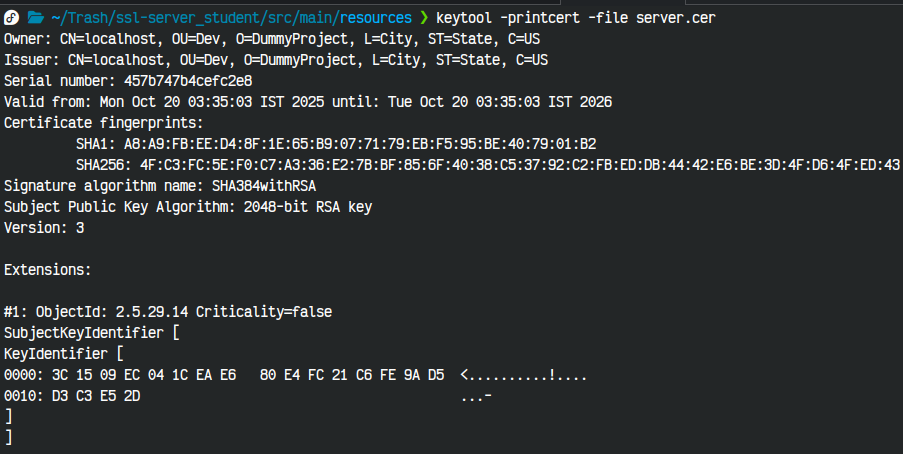 ~/Trash/ssl-server_student/src/main/resources ❯ keytool -printcert -file server.cer
Owner: CN=localhost, OU=Dev, O=DummyProject, L=City, ST=State, C=US
Issuer: CN=localhost, OU=Dev, O=DummyProject, L=City, ST=State, C=US
Serial number: 457b747b4cefc2e8
Valid from: Mon Oct 20 03:35:03 IST 2025 until: Tue Oct 20 03:35:03 IST 2026
Certificate fingerprints:
SHA1: A8:A9:FB:EE:D4:8F:1E:65:B9:07:71:79:EB:F5:95:BE:40:79:01:B2
SHA256: 4F:C3:FC:5E:F0:C7:A3:36:E2:7B:BF:85:6F:40:38:C5:37:92:C2:FB:ED:DB:44:42:E6:BE:3D:4F:D6:4F:ED:43
Signature algorithm name: SHA384withRSA
Subject Public Key Algorithm: 2048-bit RSA key
Version: 3
Extensions:
#1: ObjectId: 2.5.29.14 Criticality=false
SubjectKeyIdentifier [
KeyIdentifier [
0000: 3C 15 09 EC 04 1C EA E6   80 E4 FC 21 C6 FE 9A D5  <..........!....
0010: D3 C3 E5 2D                                        ...-
]
]